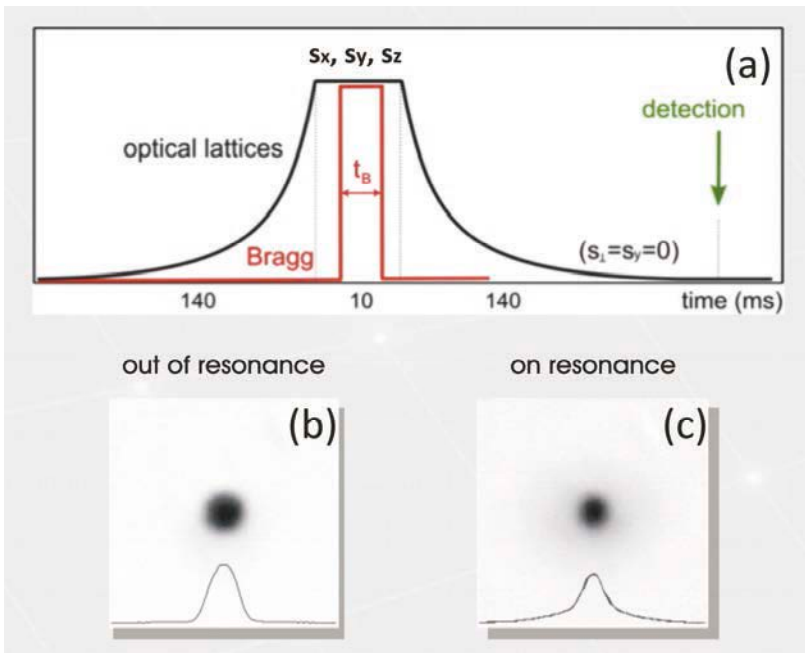 Sx, Sy, Sz
(a)
detection
optical lattices
tB
Bragg
(s⊥=sy=0)
140
10
140
time (ms)
out of resonance
on resonance
(b)
(c)